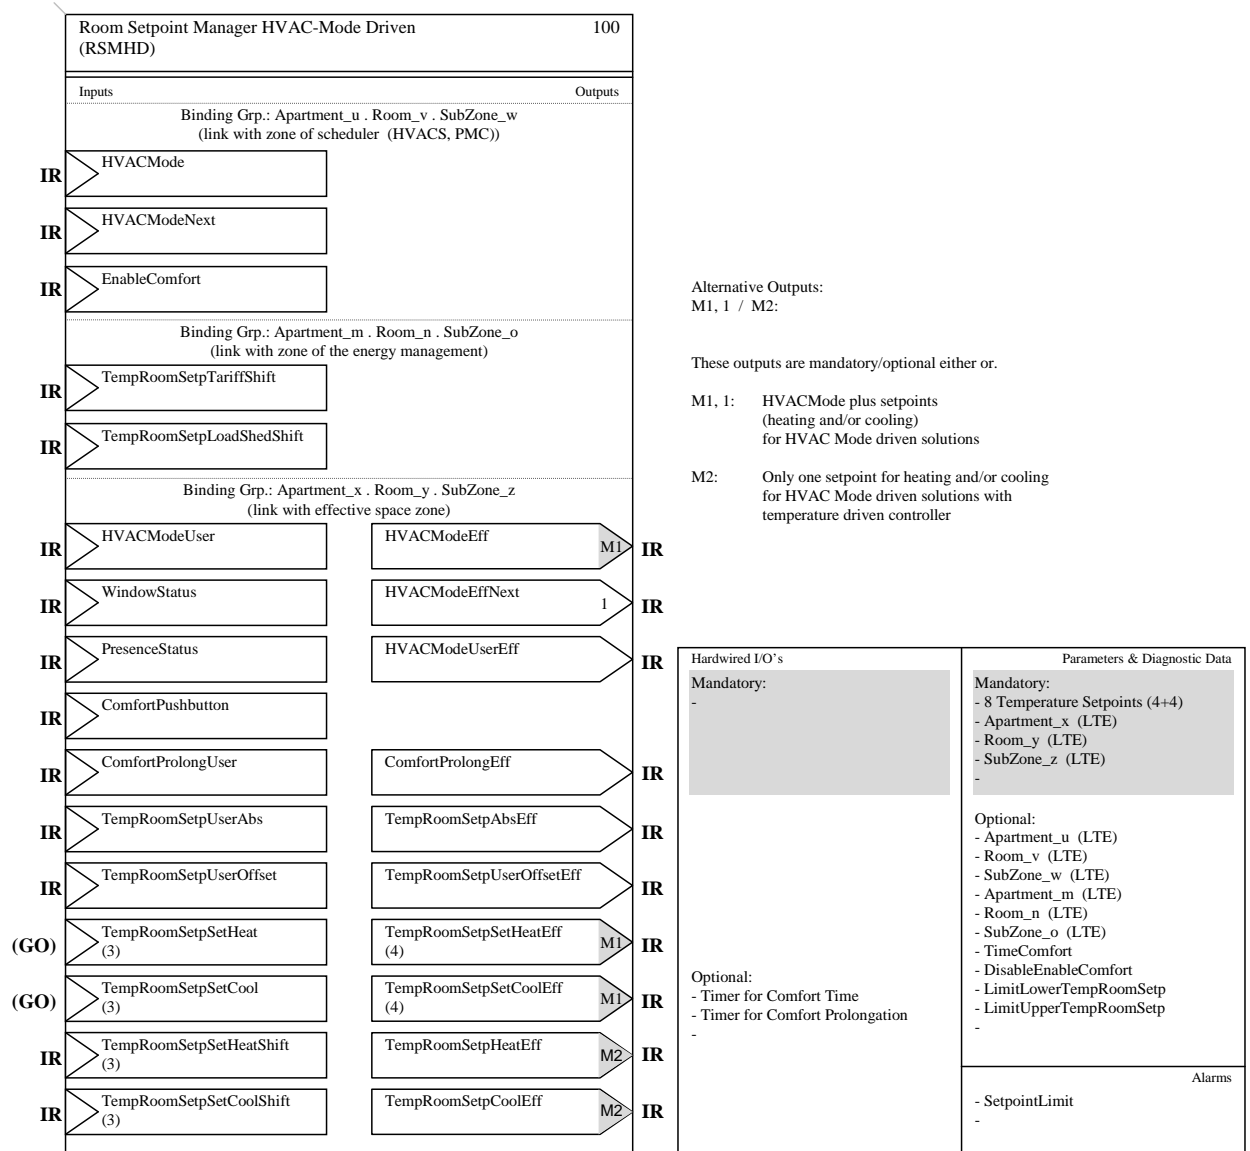 Room Setpoint Manager HVAC-Mode Driven 100
(RSMHD)
Inputs Outputs
Binding Grp.: Apartment_u . Room_v . SubZone_w
(link with zone of scheduler (HVACS, PMC))
IR HVACMode
IR HVACModeNext
IR EnableComfort
Binding Grp.: Apartment_m . Room_n . SubZone_o
(link with zone of the energy management)
IR TempRoomSetpTariffShift
IR TempRoomSetpLoadShedShift
Binding Grp.: Apartment_x . Room_y . SubZone_z
(link with effective space zone)
IR HVACModeUser HVACModeEff M1 IR
IR WindowStatus HVACModeEffNext 1 IR
IR PresenceStatus HVACModeUserEff IR
IR ComfortPushbutton
IR ComfortProlongUser ComfortProlongEff IR
IR TempRoomSetpUserAbs TempRoomSetpAbsEff IR
IR TempRoomSetpUserOffset TempRoomSetpUserOffsetEff IR
(GO) TempRoomSetpSetHeat TempRoomSetpSetHeatEff M1 IR
(3) (4)
(GO) TempRoomSetpSetCool TempRoomSetpSetCoolEff M1 IR
(3) (4)
IR TempRoomSetpSetHeatShift TempRoomSetpHeatEff M2 IR
(3)
IR TempRoomSetpSetCoolShift TempRoomSetpCoolEff M2 IR
(3)
Alternative Outputs:
M1, 1 / M2:
These outputs are mandatory/optional either or.
M1, 1: HVACMode plus setpoints
(heating and/or cooling)
for HVAC Mode driven solutions
M2: Only one setpoint for heating and/or cooling
for HVAC Mode driven solutions with
temperature driven controller
Hardwired I/O's
Mandatory:
-
Optional:
- Timer for Comfort Time
- Timer for Comfort Prolongation
-
Parameters & Diagnostic Data
Mandatory:
- 8 Temperature Setpoints (4+4)
- Apartment_x (LTE)
- Room_y (LTE)
- SubZone_z (LTE)
-
Optional:
- Apartment_u (LTE)
- Room_v (LTE)
- SubZone_w (LTE)
- Apartment_m (LTE)
- Room_n (LTE)
- SubZone_o (LTE)
- TimeComfort
- DisableEnableComfort
- LimitLowerTempRoomSetp
- LimitUpperTempRoomSetp
-
Alarms
- SetpointLimit
-